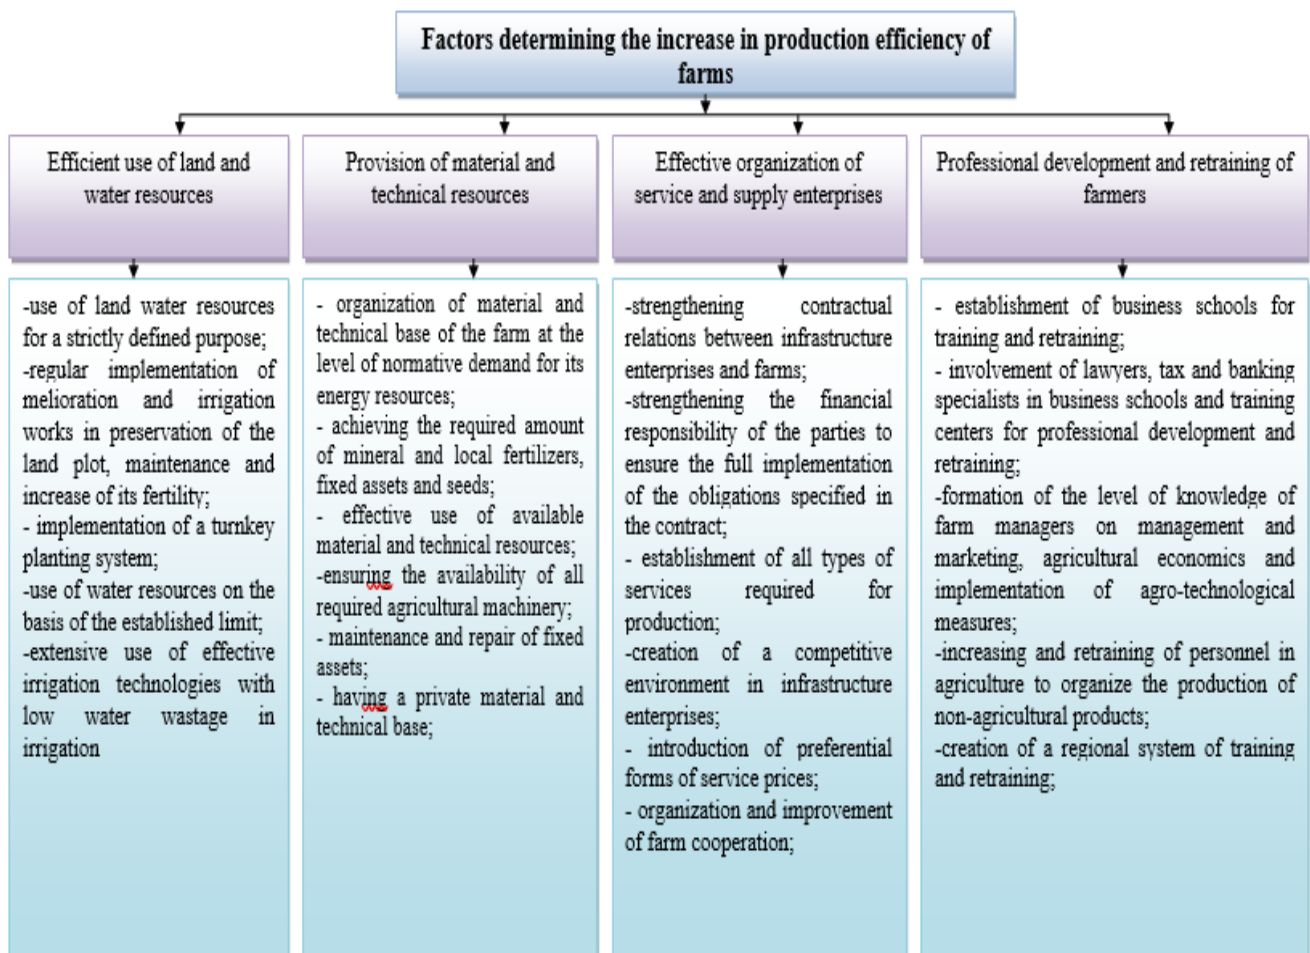 Factors determining the increase in production efficiency of
farms
Efficient use of land and
water resources
Provision of material and
technical resources
Effective organization of
service and supply enterprises
Professional development and retraining of
farmers
-use of land water resources
for a strictly defined purpose;
-regular implementation of
melioration and irrigation
works in preservation of the
land plot, maintenance and
increase of its fertility;
- implementation of a turnkey
planting system;
-use of water resources on the
basis of the established limit;
-extensive use of effective
irrigation technologies with
low water wastage in
irrigation
- organization of material and
technical base of the farm at the
level of normative demand for its
energy resources;
- achieving the required amount
of mineral and local fertilizers,
fixed assets and seeds;
- effective use of available
material and technical resources;
-ensuring the availability of all
required agricultural machinery;
- maintenance and repair of fixed
assets;
- having a private material and
technical base;
-strengthening contractual
relations between infrastructure
enterprises and farms;
-strengthening the financial
responsibility of the parties to
ensure the full implementation
of the obligations specified in
the contract;
- establishment of all types of
services required for
production;
-creation of a competitive
environment in infrastructure
enterprises;
- introduction of preferential
forms of service prices;
- organization and improvement
of farm cooperation;
- establishment of business schools for
training and retraining;
- involvement of lawyers, tax and banking
specialists in business schools and training
centers for professional development and
retraining;
-formation of the level of knowledge of
farm managers on management and
marketing, agricultural economics and
implementation of agro-technological
measures;
-increasing and retraining of personnel in
agriculture to organize the production of
non-agricultural products;
-creation of a regional system of training
and retraining;